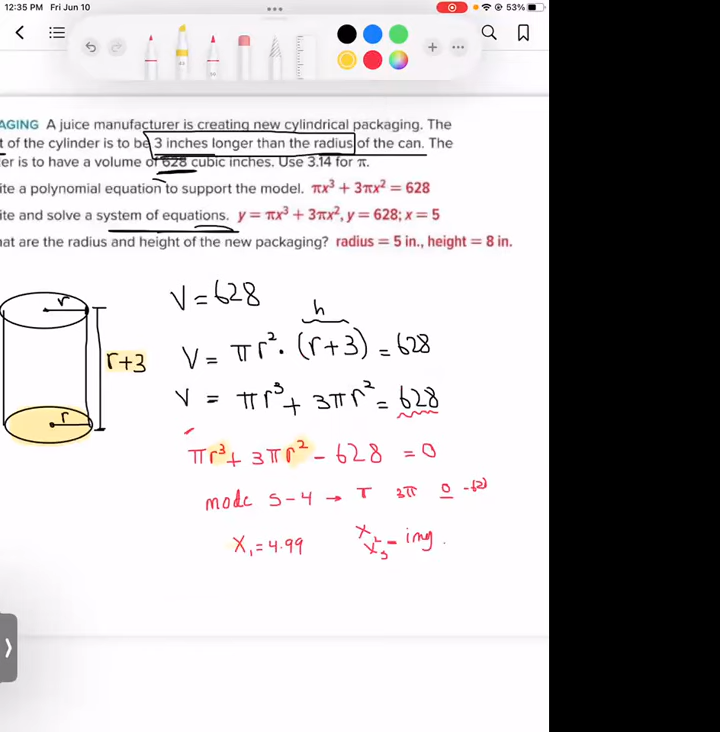 12:35 PM Fri Jun 10
53%
AGING A juice manufacturer is creating new cylindrical packaging. The
t of the cylinder is to be 3 inches longer than the radius of the can. The
er is to have a volume of 628 cubic inches. Use 3.14 for π.
ite a polynomial equation to support the model. πx³ + 3πx² = 628
ite and solve a system of equations. y = πx³ + 3πx², y = 628; x = 5
hat are the radius and height of the new packaging? radius = 5 in., height = 8 in.
V = 628
r
h
V = πr² · (r+3) = 628
r+3
V = πr³ + 3πr² = 628
r
πr³ + 3πr² - 628 = 0
mode 5-4 → π 3π 0 -628
X₁ = 4.99 X₂ X₃ - img.